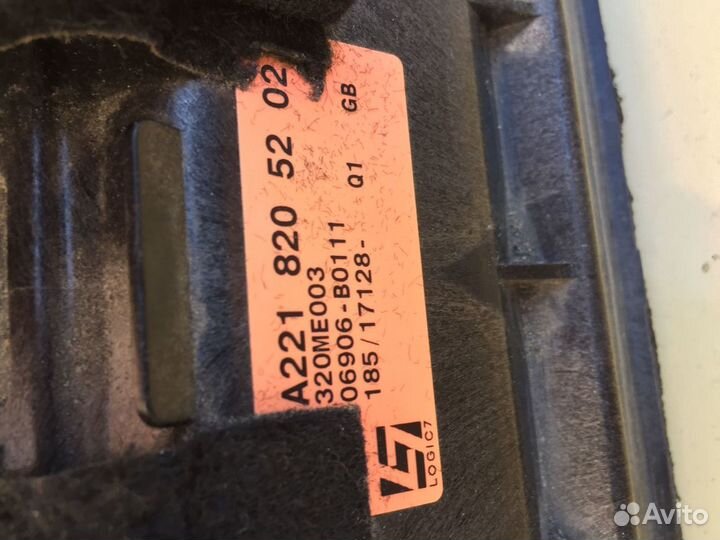 A221 820 52 02
320ME003
06906-B0111 Q1 GB
185/17128-
LOGIC7
Avito